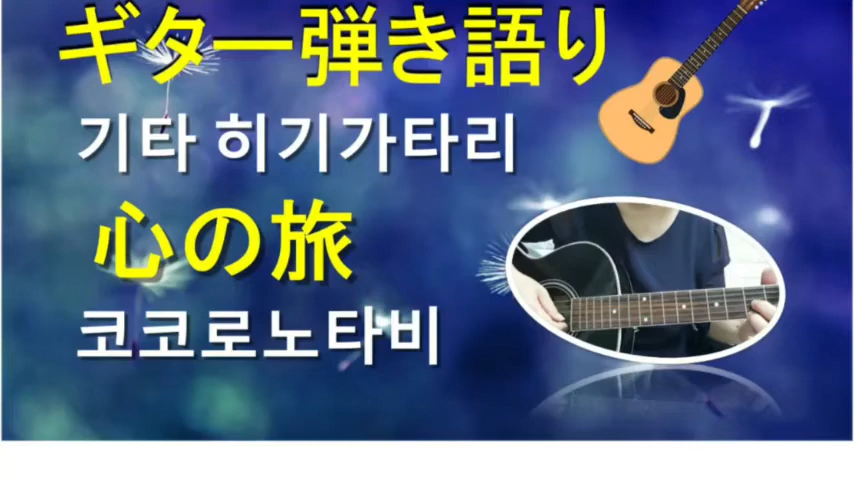 ギター弾き語り
기타 히기가타리
心の旅
코코로노타비